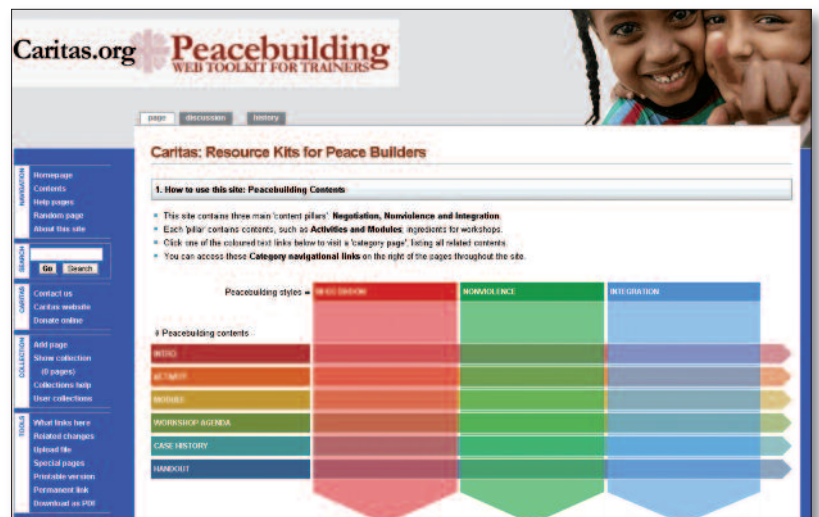 Caritas.org
Peacebuilding
WEB TOOLKIT FOR TRAINERS
page discussion history
Caritas: Resource Kits for Peace Builders
NAVIGATION
Homepage
Contents
Help pages
Random page
About this site
SEARCH
Go Search
CARITAS
Contact us
Caritas website
Donate online
COLLECTION
Add page
Show collection
(0 pages)
Collections help
User collections
TOOLS
What links here
Related changes
Upload file
Special pages
Printable version
Permanent link
Download as PDF
1. How to use this site: Peacebuilding Contents
This site contains three main 'content pillars': Negotiation, Nonviolence and Integration.
Each 'pillar' contains contents, such as Activities and Modules; ingredients for workshops.
Click one of the coloured text links below to visit a 'category page', listing all related contents.
You can access these Category navigational links on the right of the pages throughout the site.
Peacebuilding styles NEGOTIATION NONVIOLENCE INTEGRATION
Peacebuilding contents
INTRO
ACTIVITY
MODULE
WORKSHOP AGENDA
CASE HISTORY
HANDOUT